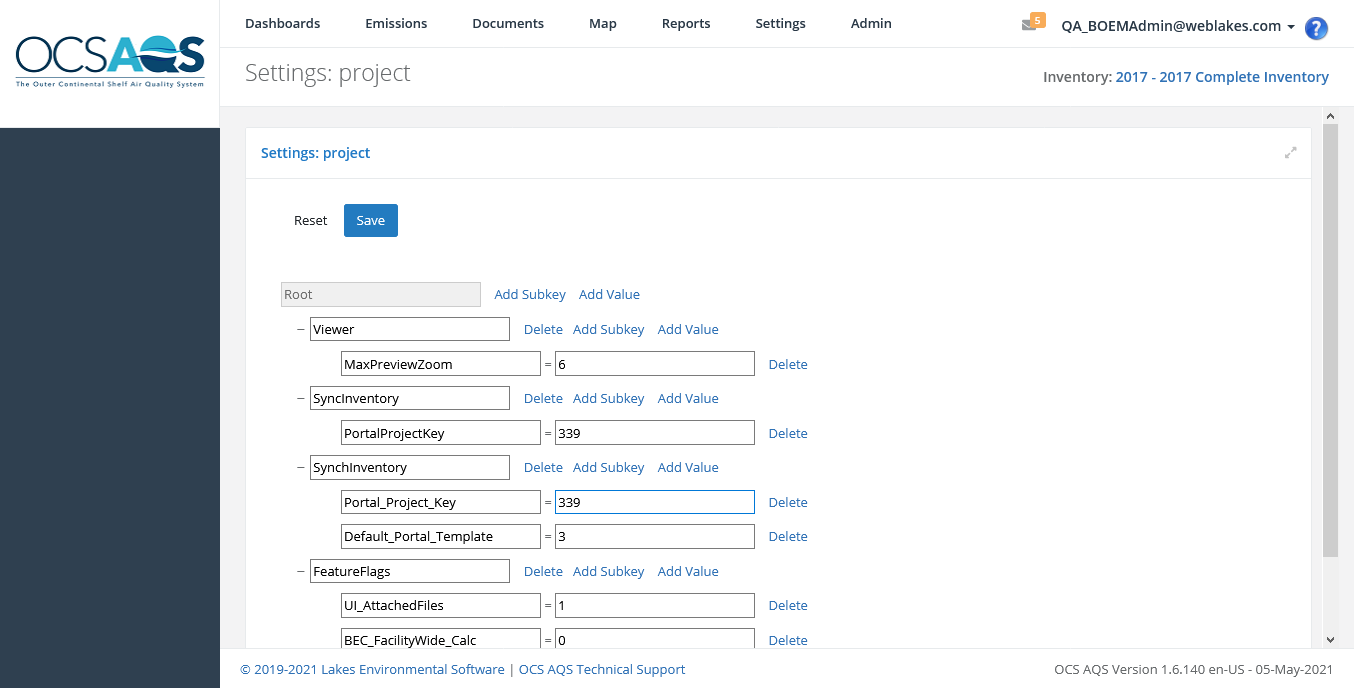 OCSAQS
The Outer Continental Shelf Air Quality System
Dashboards Emissions Documents Map Reports Settings Admin 5 QA_BOEMAdmin@weblakes.com ?
Settings: project
Inventory: 2017 - 2017 Complete Inventory
Settings: project
Reset Save
Root Add Subkey Add Value
– Viewer Delete Add Subkey Add Value
MaxPreviewZoom = 6 Delete
– SyncInventory Delete Add Subkey Add Value
PortalProjectKey = 339 Delete
– SynchInventory Delete Add Subkey Add Value
Portal_Project_Key = 339 Delete
Default_Portal_Template = 3 Delete
– FeatureFlags Delete Add Subkey Add Value
UI_AttachedFiles = 1 Delete
BEC_FacilityWide_Calc = 0 Delete
© 2019-2021 Lakes Environmental Software | OCS AQS Technical Support
OCS AQS Version 1.6.140 en-US - 05-May-2021